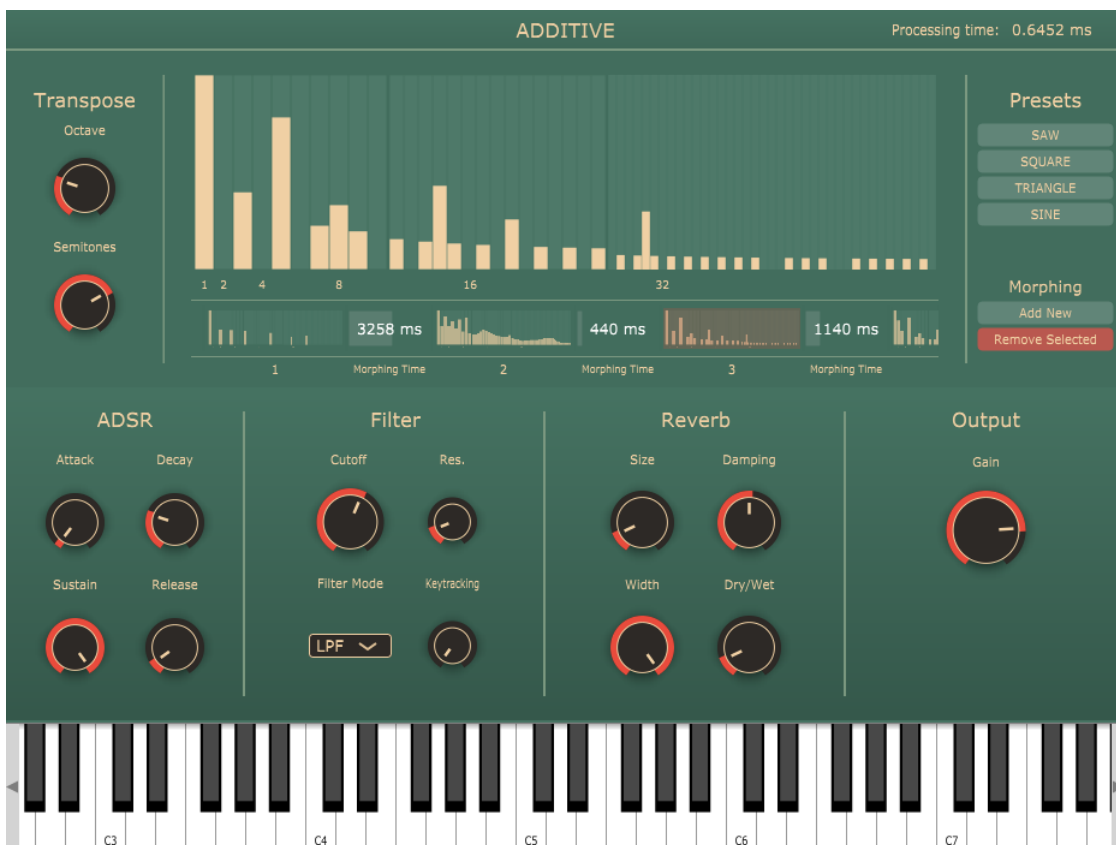 ADDITIVE
Processing time: 0.6452 ms
Transpose
Octave
Semitones
1 2 4 8 16 32
3258 ms 440 ms 1140 ms
1 Morphing Time 2 Morphing Time 3 Morphing Time
Presets
SAW
SQUARE
TRIANGLE
SINE
Morphing
Add New
Remove Selected
ADSR
Attack Decay
Sustain Release
Filter
Cutoff Res.
Filter Mode Keytracking
LPF
Reverb
Size Damping
Width Dry/Wet
Output
Gain
C3 C4 C5 C6 C7